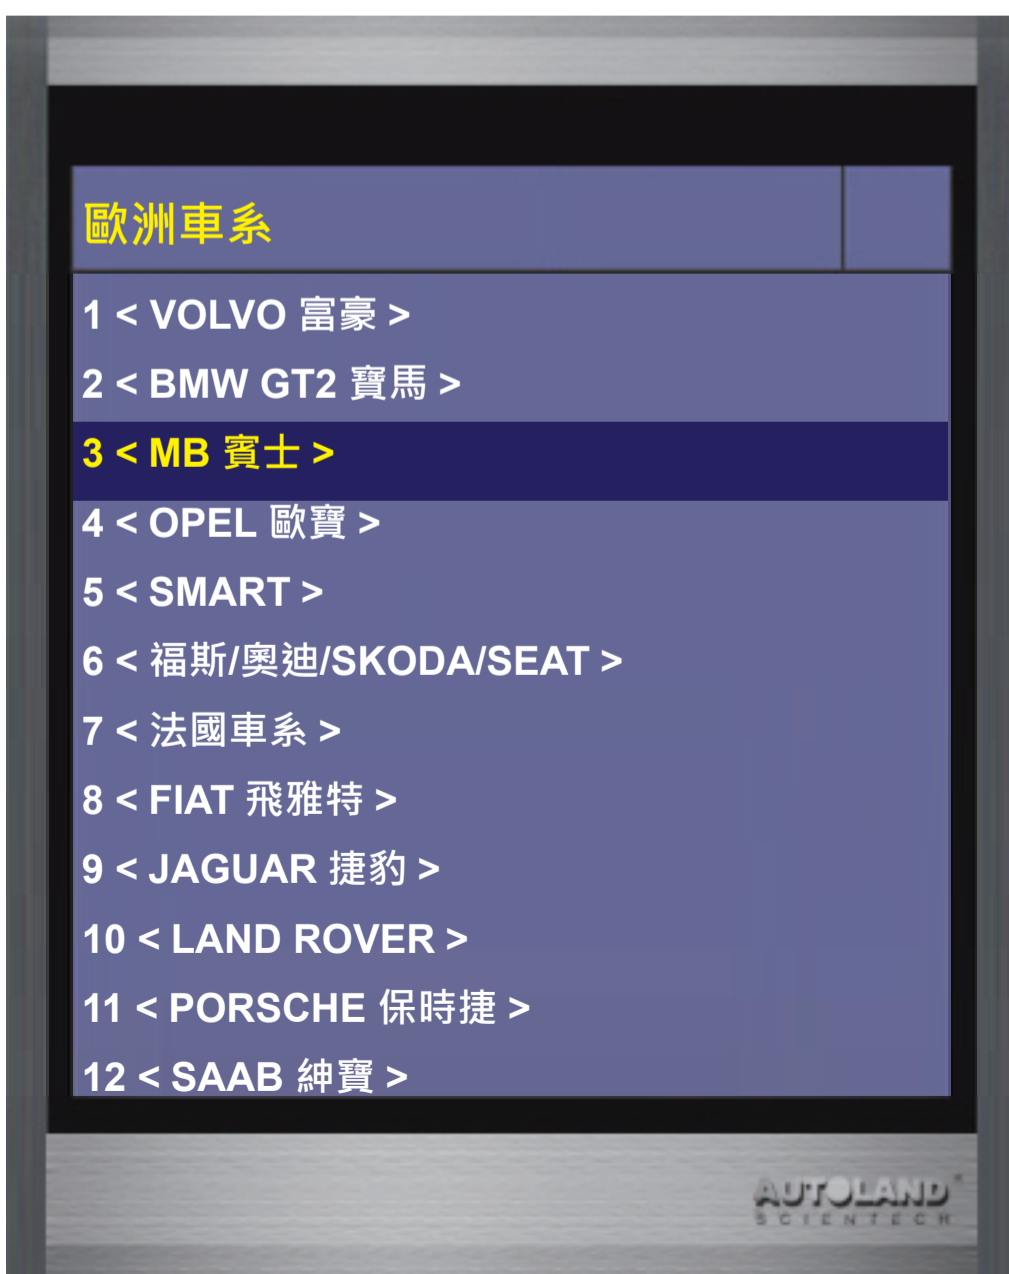 歐洲車系
1 < VOLVO 富豪 >
2 < BMW GT2 寶馬 >
3 < MB 賓士 >
4 < OPEL 歐寶 >
5 < SMART >
6 < 福斯/奧迪/SKODA/SEAT >
7 < 法國車系 >
8 < FIAT 飛雅特 >
9 < JAGUAR 捷豹 >
10 < LAND ROVER >
11 < PORSCHE 保時捷 >
12 < SAAB 紳寶 >
AUTOLAND
SCIENTECH